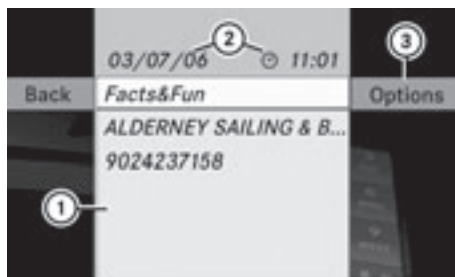 2
3
03/07/06 11:01
Back Facts&Fun Options
ALDERNEY SAILING & B...
9024237158
1